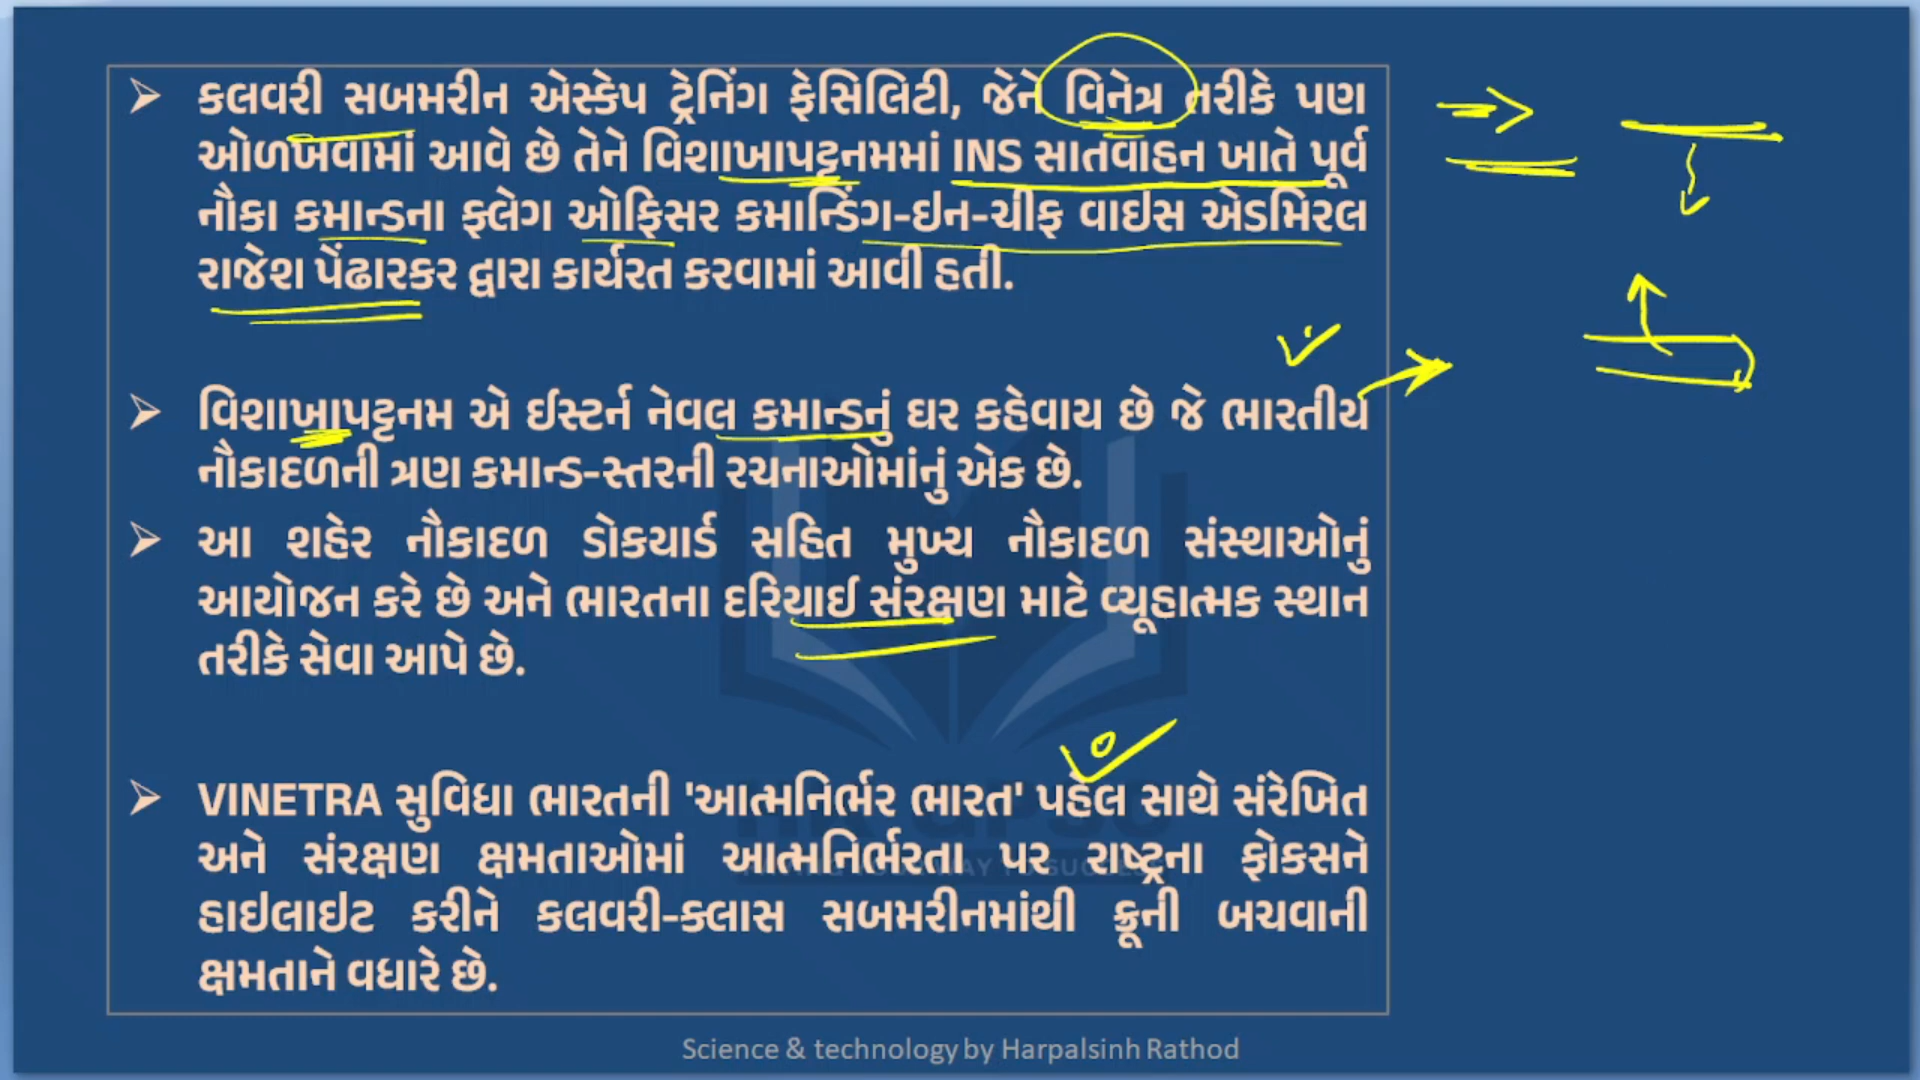 ➢ કલવરી સબમરીન એસ્કેપ ટ્રેનિંગ ફેસિલિટી, જેને વિનેત્ર તરીકે પણ
ઓળખવામાં આવે છે તેને વિશાખાપટ્ટનમમાં INS સાતવાહન ખાતે પૂર્વ
નૌકા કમાન્ડના ફ્લેગ ઓફિસર કમાન્ડિંગ-ઇન-ચીફ વાઇસ એડમિરલ
રાજેશ પેંઢારકર દ્વારા કાર્યરત કરવામાં આવી હતી.
➢ વિશાખાપટ્ટનમ એ ઈસ્ટર્ન નેવલ કમાન્ડનું ઘર કહેવાય છે જે ભારતીય
નૌકાદળની ત્રણ કમાન્ડ-સ્તરની રચનાઓમાંનું એક છે.
➢ આ શહેર નૌકાદળ ડોકયાર્ડ સહિત મુખ્ય નૌકાદળ સંસ્થાઓનું
આયોજન કરે છે અને ભારતના દરિયાઈ સંરક્ષણ માટે વ્યૂહાત્મક સ્થાન
તરીકે સેવા આપે છે.
➢ VINETRA સુવિધા ભારતની 'આત્મનિર્ભર ભારત' પહેલ સાથે સંરેખિત
અને સંરક્ષણ ક્ષમતાઓમાં આત્મનિર્ભરતા પર રાષ્ટ્રના ફોકસને
હાઇલાઇટ કરીને કલવરી-ક્લાસ સબમરીનમાંથી ક્રૂની બચવાની
ક્ષમતાને વધારે છે.
Science & technology by Harpalsinh Rathod